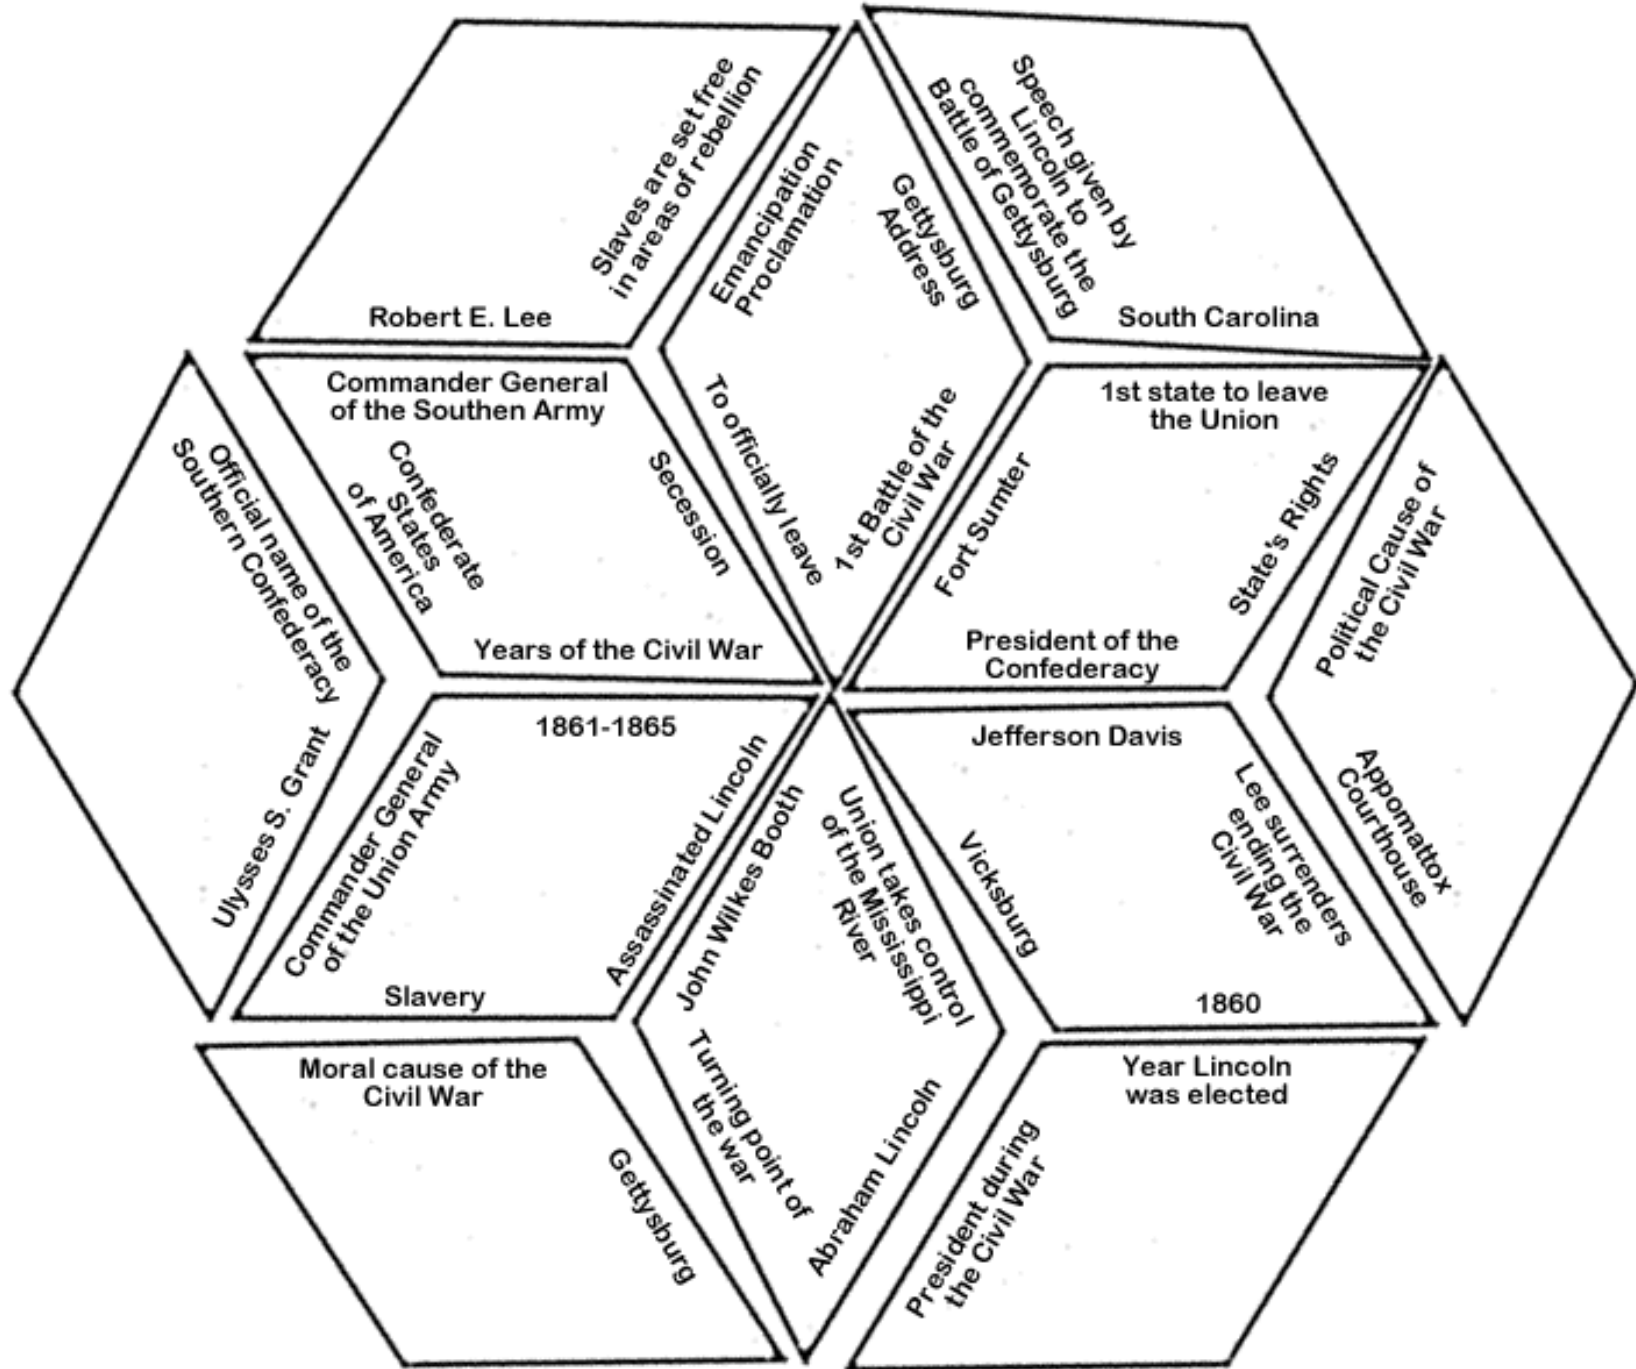 Slaves are set free
in areas of rebellion
Robert E. Lee
Emancipation
Proclamation
Gettysburg
Address
To officially leave
1st Battle of the
Civil War
Speech given by
Lincoln to
commemorate the
Battle of Gettysburg
South Carolina
Commander General
of the Southen Army
Confederate
States
of America
Secession
Years of the Civil War
1st state to leave
the Union
Fort Sumter
State's Rights
President of the
Confederacy
Official name of the
Southern Confederacy
Ulysses S. Grant
Political Cause of
the Civil War
Appomattox
Courthouse
1861-1865
Commander General
of the Union Army
Assassinated Lincoln
Slavery
John Wilkes Booth
Union takes control
of the Mississippi
River
Turning point of
the war
Abraham Lincoln
Jefferson Davis
Vicksburg
Lee surrenders
ending the
Civil War
1860
Moral cause of the
Civil War
Gettysburg
Year Lincoln
was elected
President during
the Civil War